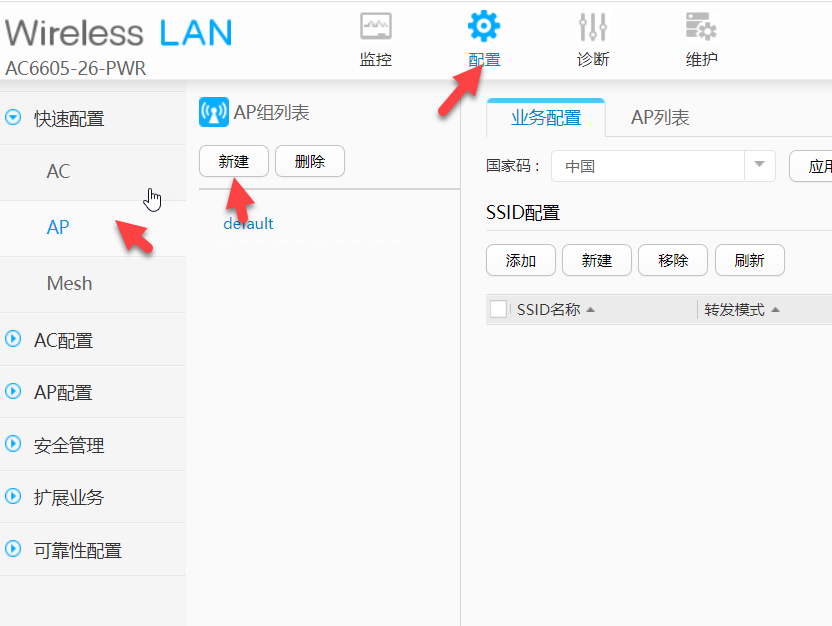 Wireless LAN
AC6605-26-PWR
监控
配置
诊断
维护
快速配置
AC
AP
Mesh
AC配置
AP配置
安全管理
扩展业务
可靠性配置
AP组列表
新建 删除
default
业务配置 AP列表
国家码： 中国 应用
SSID配置
添加 新建 移除 刷新
SSID名称 转发模式